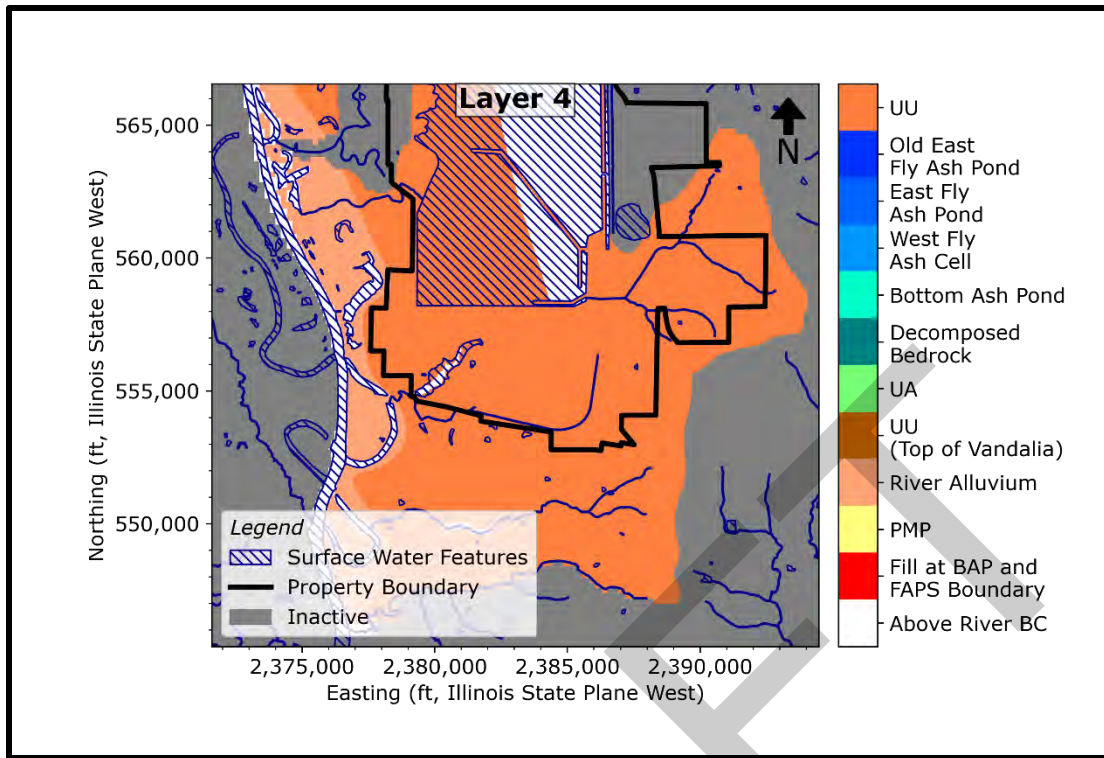 Layer 4
N
565,000
560,000
555,000
550,000
Northing (ft, Illinois State Plane West)
2,375,000
2,380,000
2,385,000
2,390,000
Easting (ft, Illinois State Plane West)
Legend
Surface Water Features
Property Boundary
Inactive
UU
Old East
Fly Ash Pond
East Fly
Ash Pond
West Fly
Ash Cell
Bottom Ash Pond
Decomposed
Bedrock
UA
UU
(Top of Vandalia)
River Alluvium
PMP
Fill at BAP and
FAPS Boundary
Above River BC